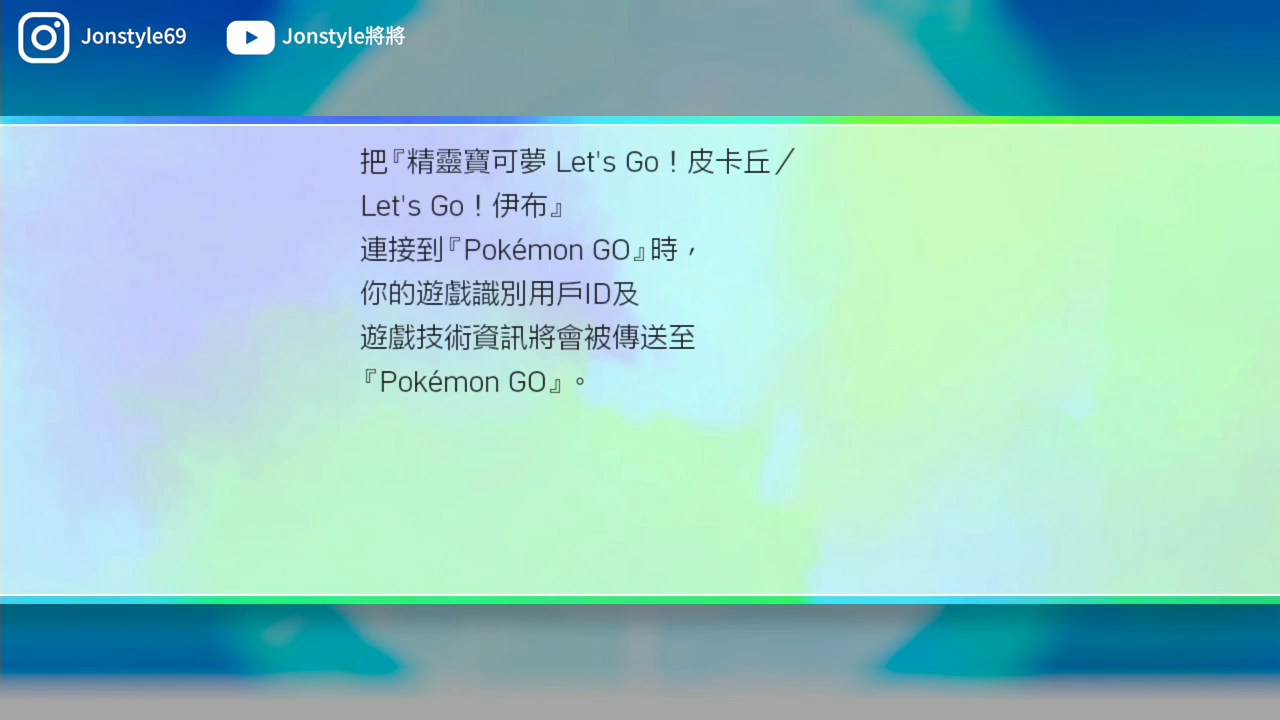 Jonstyle69
Jonstyle將將
把『精靈寶可夢 Let's Go！皮卡丘／
Let's Go！伊布』
連接到『Pokémon GO』時，
你的遊戲識別用戶ID及
遊戲技術資訊將會被傳送至
『Pokémon GO』。